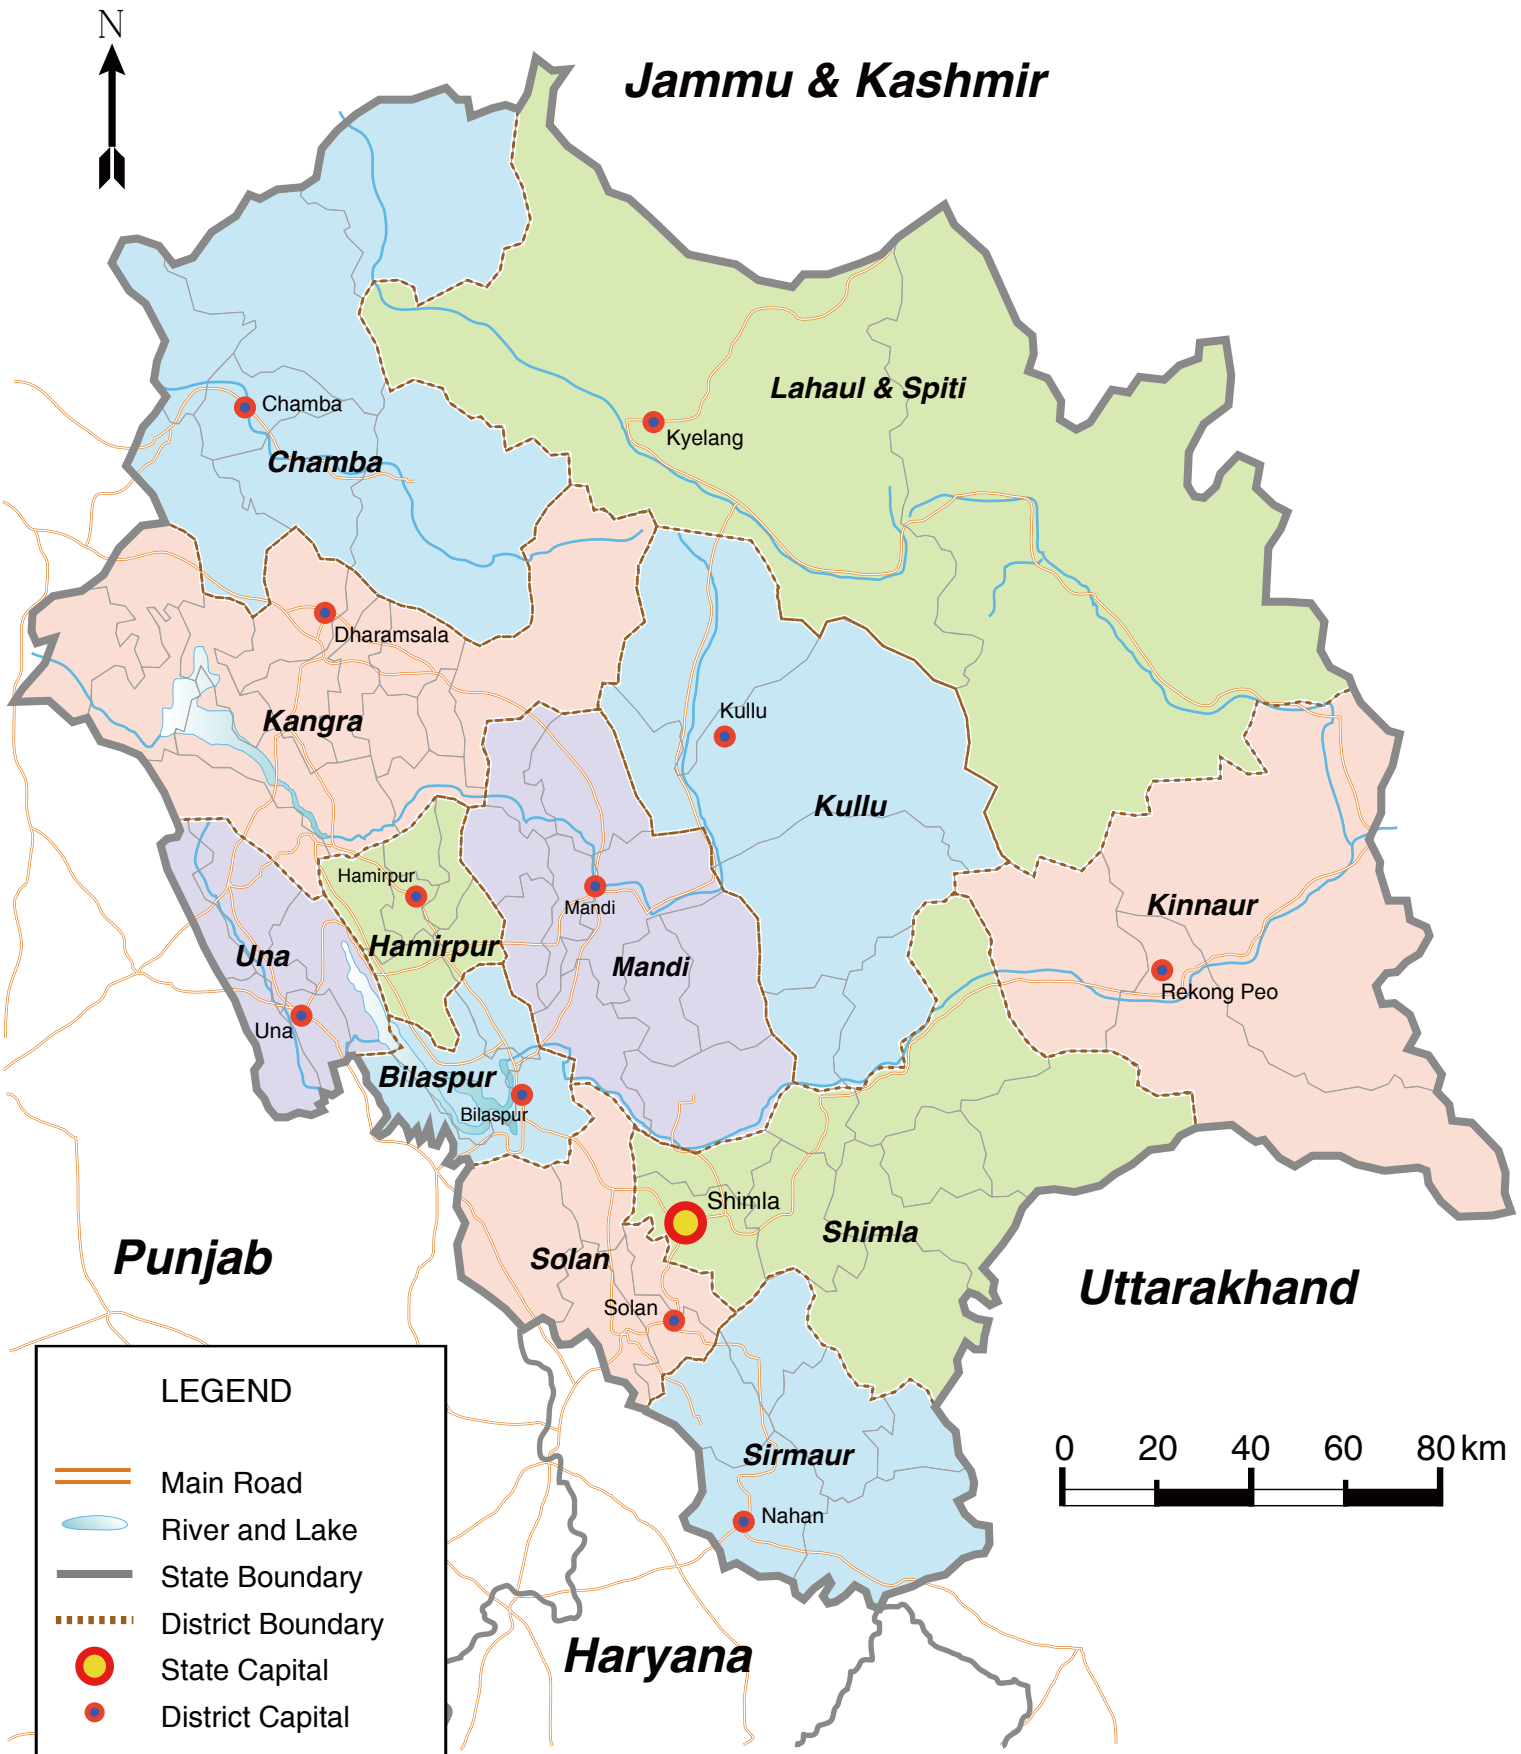 N
Jammu & Kashmir
Lahaul & Spiti
Chamba
Kyelang
Chamba
Dharamsala
Kangra
Kullu
Kullu
Hamirpur
Mandi
Kinnaur
Hamirpur
Una
Mandi
Rekong Peo
Una
Bilaspur
Bilaspur
Shimla
Shimla
Punjab
Solan
Uttarakhand
Solan
LEGEND
Main Road
River and Lake
State Boundary
District Boundary
State Capital
District Capital
Sirmaur
0 20 40 60 80 km
Nahan
Haryana